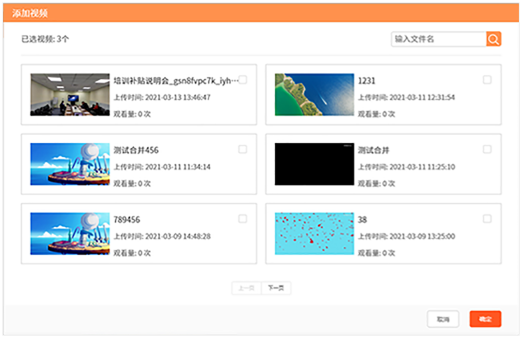 添加视频
已选视频: 3个
输入文件名
培训补贴说明会_gsn8fvpc7k_iyh···
上传时间: 2021-03-13 13:46:47
观看量: 0 次
1231
上传时间: 2021-03-11 12:31:54
观看量: 0 次
测试合并456
上传时间: 2021-03-11 11:34:14
观看量: 0 次
测试合并
上传时间: 2021-03-11 11:25:10
观看量: 0 次
789456
上传时间: 2021-03-09 14:48:28
观看量: 0 次
38
上传时间: 2021-03-09 13:25:00
观看量: 0 次
上一页 下一页
取消 确定